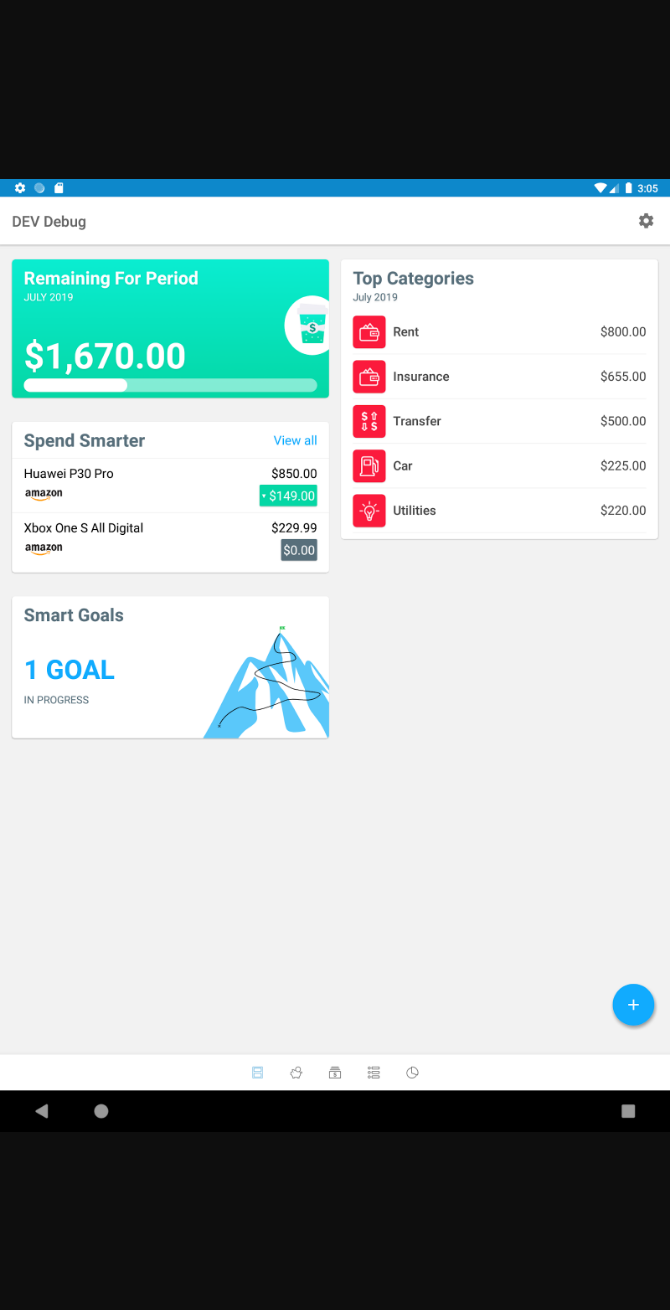 3:05
DEV Debug
Remaining For Period
JULY 2019
$1,670.00
$
Spend Smarter
View all
Huawei P30 Pro
$850.00
amazon
$149.00
Xbox One S All Digital
$229.99
amazon
$0.00
Smart Goals
1 GOAL
IN PROGRESS
Top Categories
July 2019
Rent
$800.00
Insurance
$655.00
$
$
Transfer
$500.00
Car
$225.00
Utilities
$220.00
+
$